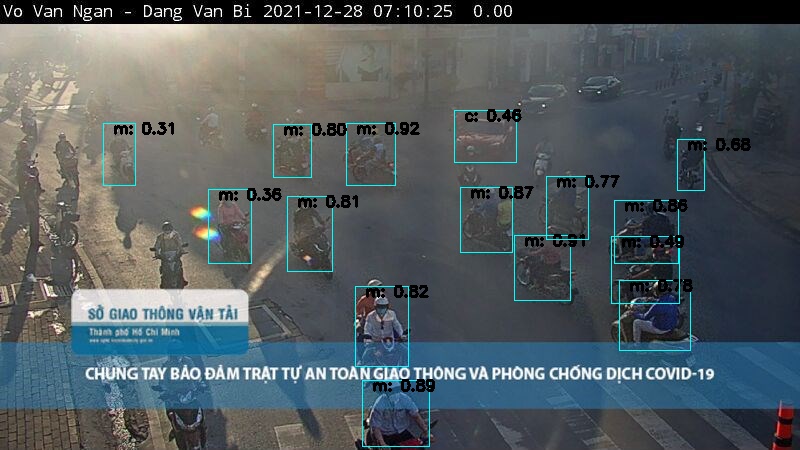 Vo Van Ngan - Dang Van Bi 2021-12-28 07:10:25 0.00
c: 0.46
m: 0.31
m: 0.80
m: 0.92
m: 0.68
m: 0.36
m: 0.81
m: 0.87
m: 0.77
m: 0.86
m: 0.91
m: 0.49
m: 0.82
m: 0.78
SỞ GIAO THÔNG VẬN TẢI
Thành phố Hồ Chí Minh
CHUNG TAY BẢO ĐẢM TRẬT TỰ AN TOÀN GIAO THÔNG VÀ PHÒNG CHỐNG DỊCH COVID-19
m: 0.89